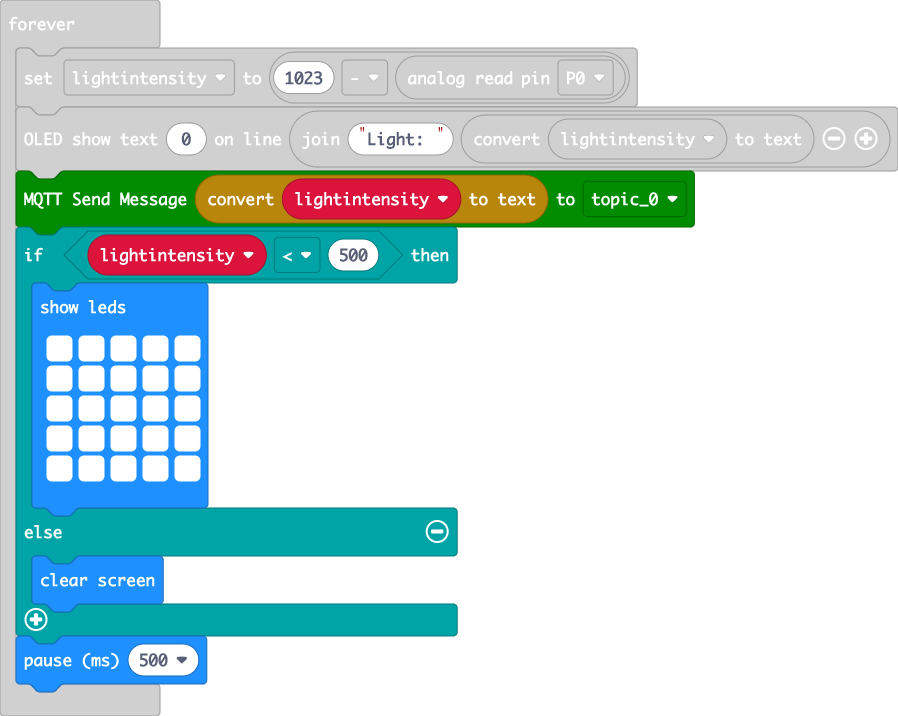 forever
set lightintensity to 1023 - analog read pin P0
OLED show text 0 on line join "Light: " convert lightintensity to text
MQTT Send Message convert lightintensity to text to topic_0
if lightintensity < 500 then
show leds
else
clear screen
pause (ms) 500